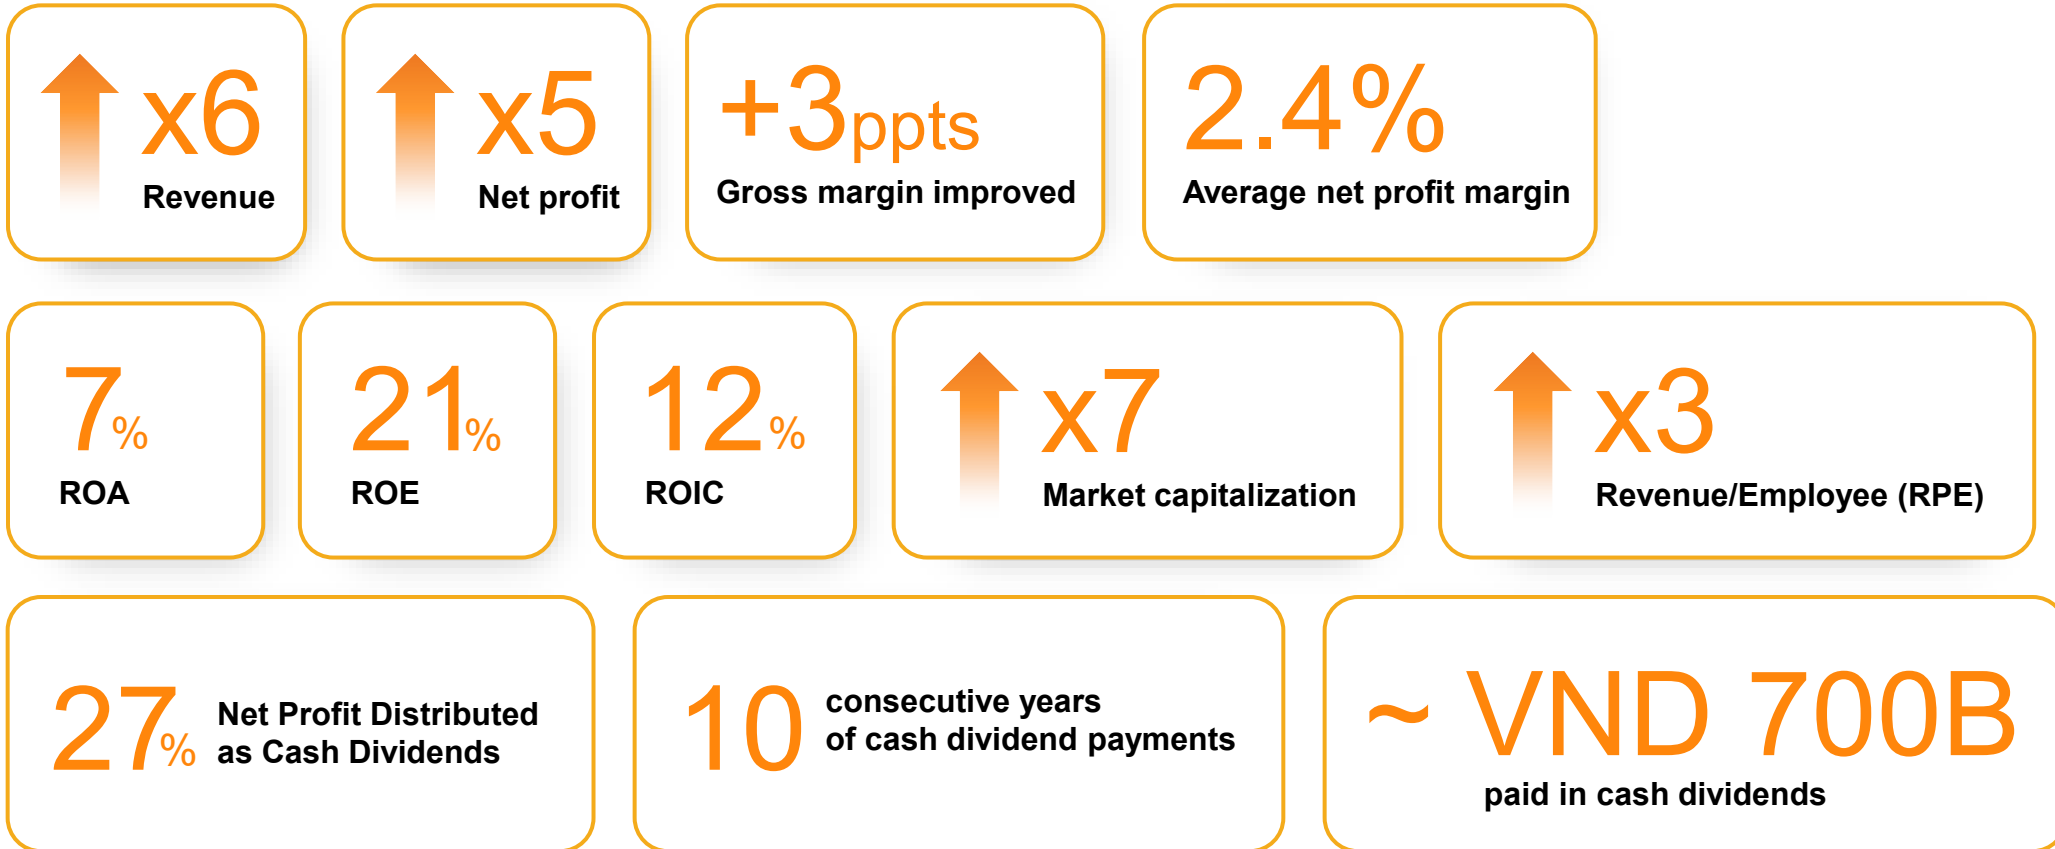 x6
Revenue
x5
Net profit
+3ppts
Gross margin improved
2.4%
Average net profit margin
7%
ROA
21%
ROE
12%
ROIC
x7
Market capitalization
x3
Revenue/Employee (RPE)
27%
Net Profit Distributed
as Cash Dividends
10
consecutive years
of cash dividend payments
~ VND 700B
paid in cash dividends